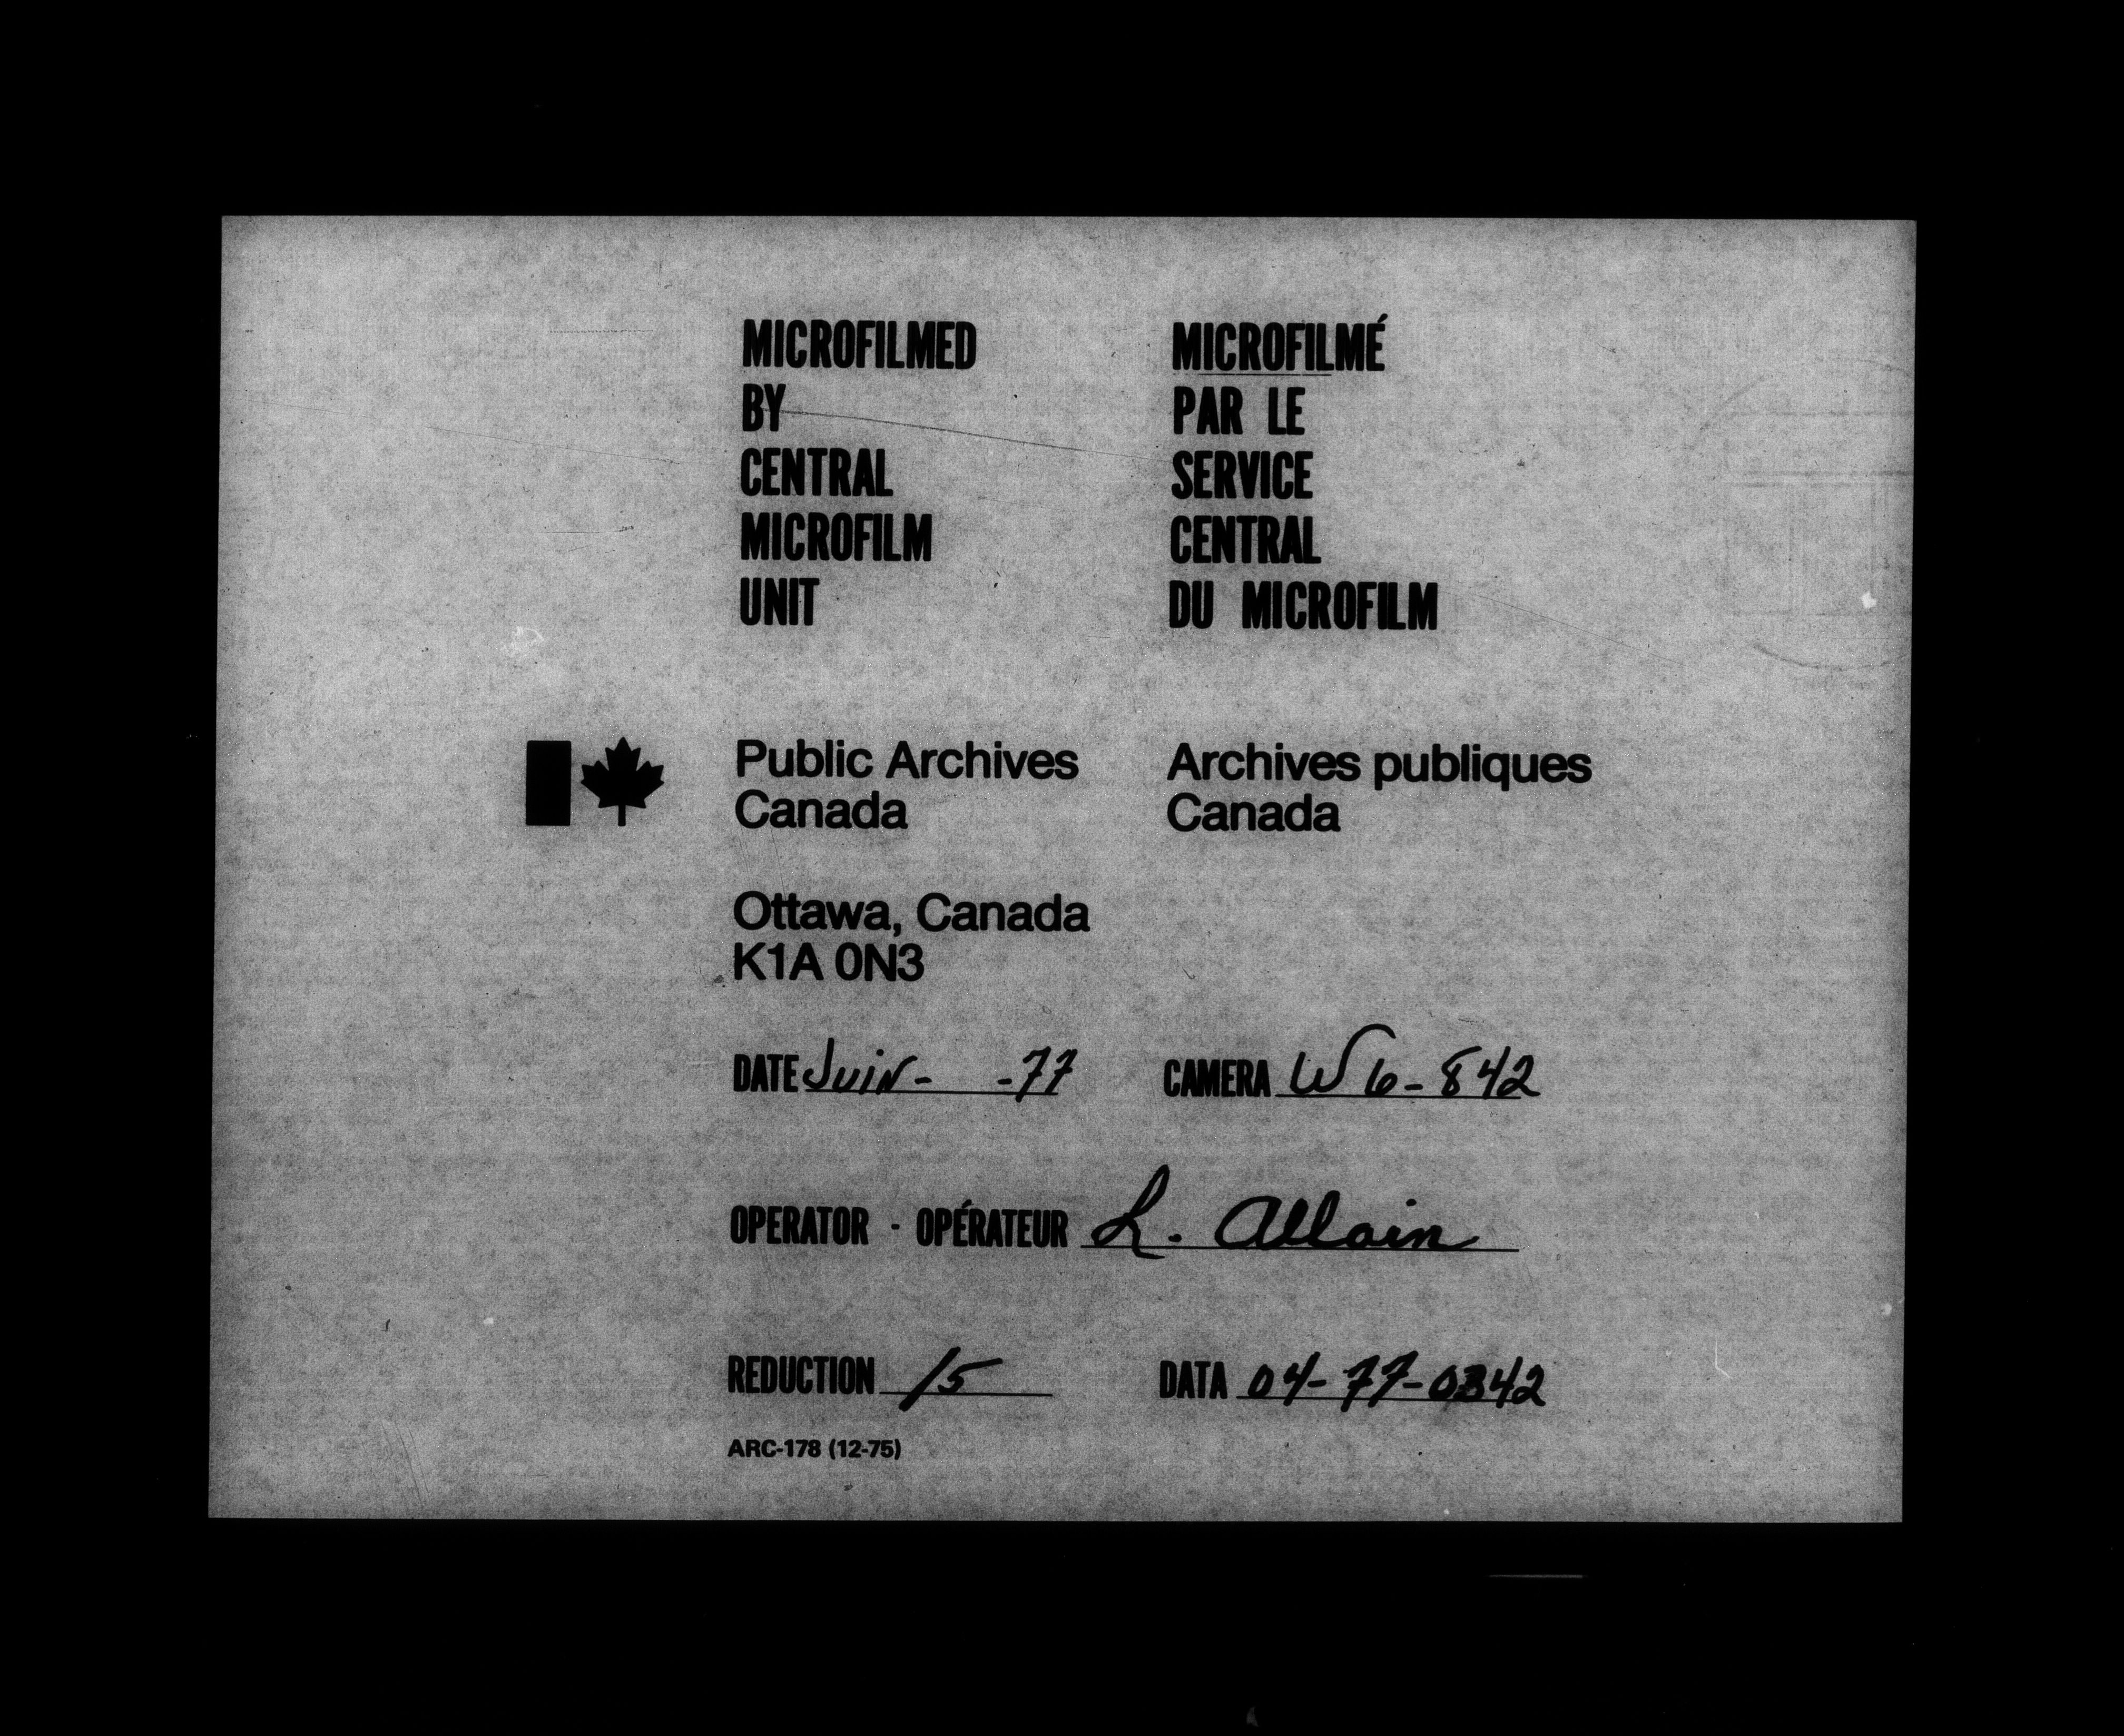 MICROFILMED
BY
CENTRAL
MICROFILM
UNIT
MICROFILMÉ
PAR LE
SERVICE
CENTRAL
DU MICROFILM
Public Archives
Canada
Archives publiques
Canada
Ottawa, Canada
K1A 0N3
DATE Juin- -77
CAMERA W6-842
OPERATOR - OPÉRATEUR L. Allain
REDUCTION 15
DATA 04-77-0342
ARC-178 (12-75)